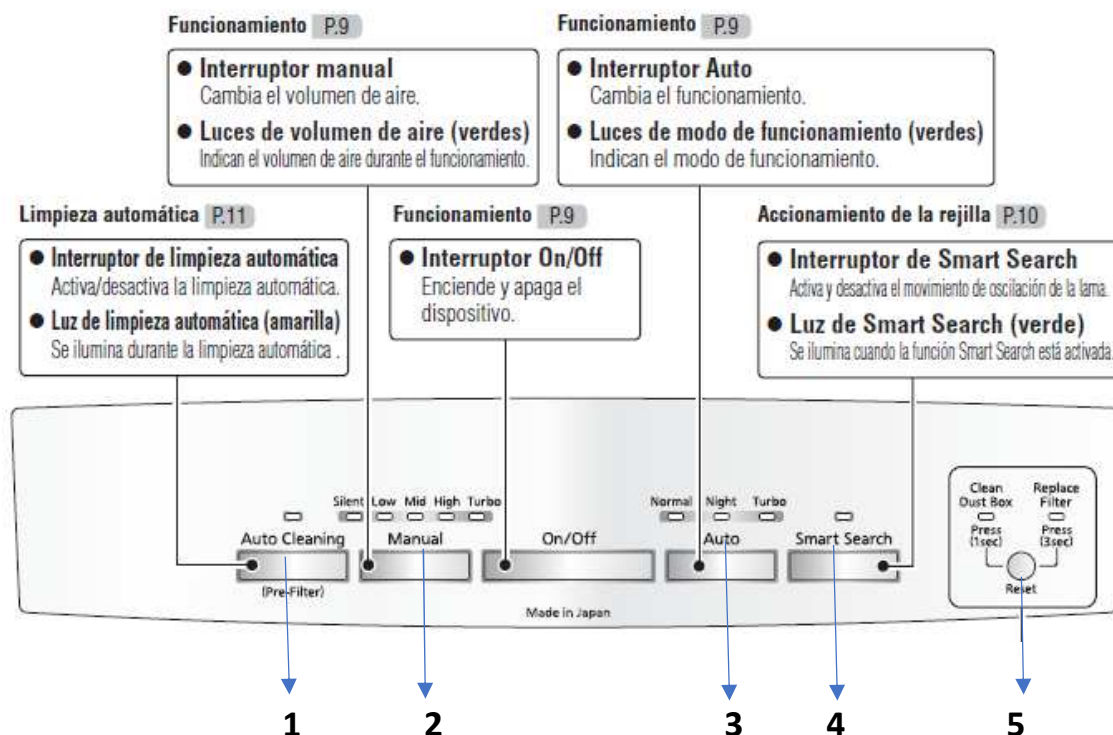 Funcionamiento P.9
● Interruptor manual
Cambia el volumen de aire.
● Luces de volumen de aire (verdes)
Indican el volumen de aire durante el funcionamiento.
Funcionamiento P.9
● Interruptor Auto
Cambia el funcionamiento.
● Luces de modo de funcionamiento (verdes)
Indican el modo de funcionamiento.
Limpieza automática P.11
● Interruptor de limpieza automática
Activa/desactiva la limpieza automática.
● Luz de limpieza automática (amarilla)
Se ilumina durante la limpieza automática .
Funcionamiento P.9
● Interruptor On/Off
Enciende y apaga el
dispositivo.
Accionamiento de la rejilla P.10
● Interruptor de Smart Search
Activa y desactiva el movimiento de oscilación de la lama.
● Luz de Smart Search (verde)
Se ilumina cuando la función Smart Search está activada.
Silent Low Mid High Turbo
Normal Night Turbo
Auto Cleaning
Manual
On/Off
Auto
Smart Search
(Pre-Filter)
Made in Japan
Clean
Dust Box
Replace
Filter
Press
(1sec)
Press
(3sec)
Reset
1
2
3
4
5